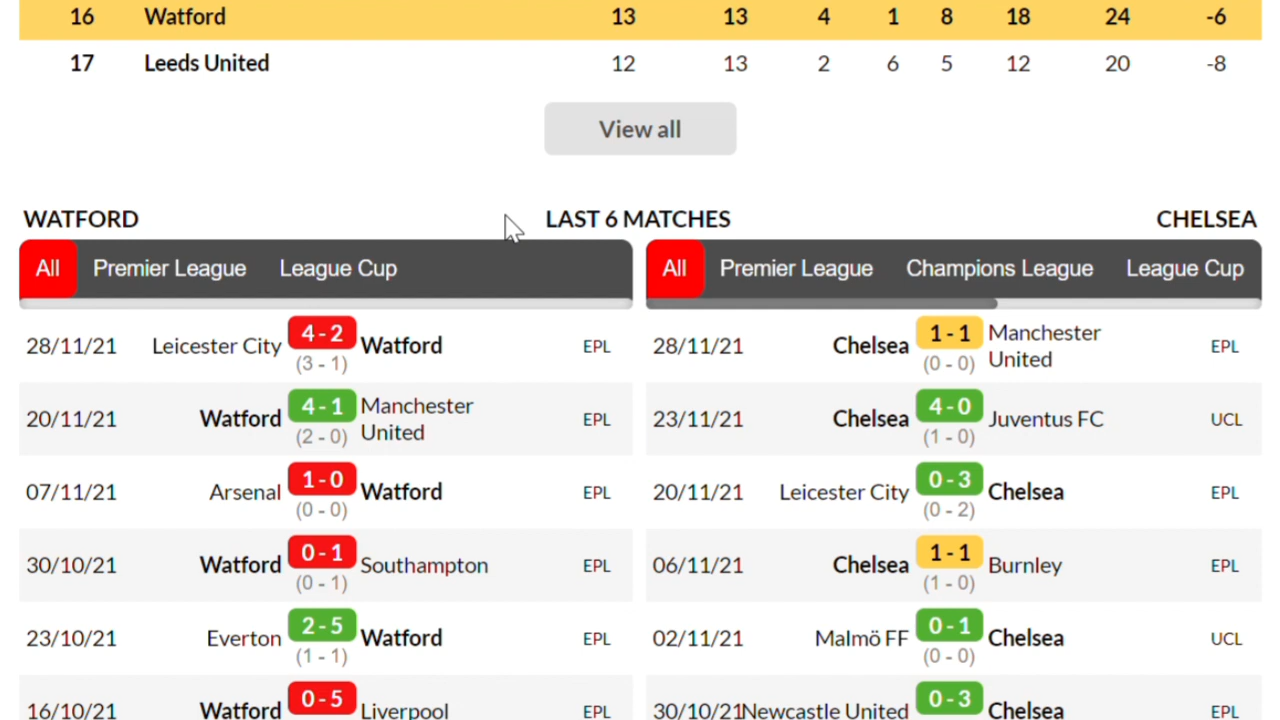 16 Watford 13 13 4 1 8 18 24 -6
17 Leeds United 12 13 2 6 5 12 20 -8
View all
WATFORD LAST 6 MATCHES CHELSEA
All Premier League League Cup
28/11/21 Leicester City 4 - 2 (3 - 1) Watford EPL
20/11/21 Watford 4 - 1 (2 - 0) Manchester United EPL
07/11/21 Arsenal 1 - 0 (0 - 0) Watford EPL
30/10/21 Watford 0 - 1 (0 - 1) Southampton EPL
23/10/21 Everton 2 - 5 (1 - 1) Watford EPL
16/10/21 Watford 0 - 5 Liverpool EPL
All Premier League Champions League League Cup
28/11/21 Chelsea 1 - 1 (0 - 0) Manchester United EPL
23/11/21 Chelsea 4 - 0 (1 - 0) Juventus FC UCL
20/11/21 Leicester City 0 - 3 (0 - 2) Chelsea EPL
06/11/21 Chelsea 1 - 1 (1 - 0) Burnley EPL
02/11/21 Malmö FF 0 - 1 (0 - 0) Chelsea UCL
30/10/21 Newcastle United 0 - 3 Chelsea EPL